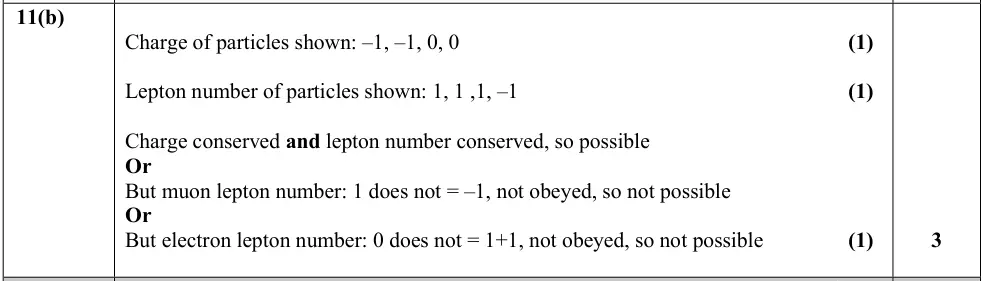 11(b)
Charge of particles shown: –1, –1, 0, 0 (1)
Lepton number of particles shown: 1, 1 ,1, –1 (1)
Charge conserved and lepton number conserved, so possible
Or
But muon lepton number: 1 does not = –1, not obeyed, so not possible
Or
But electron lepton number: 0 does not = 1+1, not obeyed, so not possible (1) 3